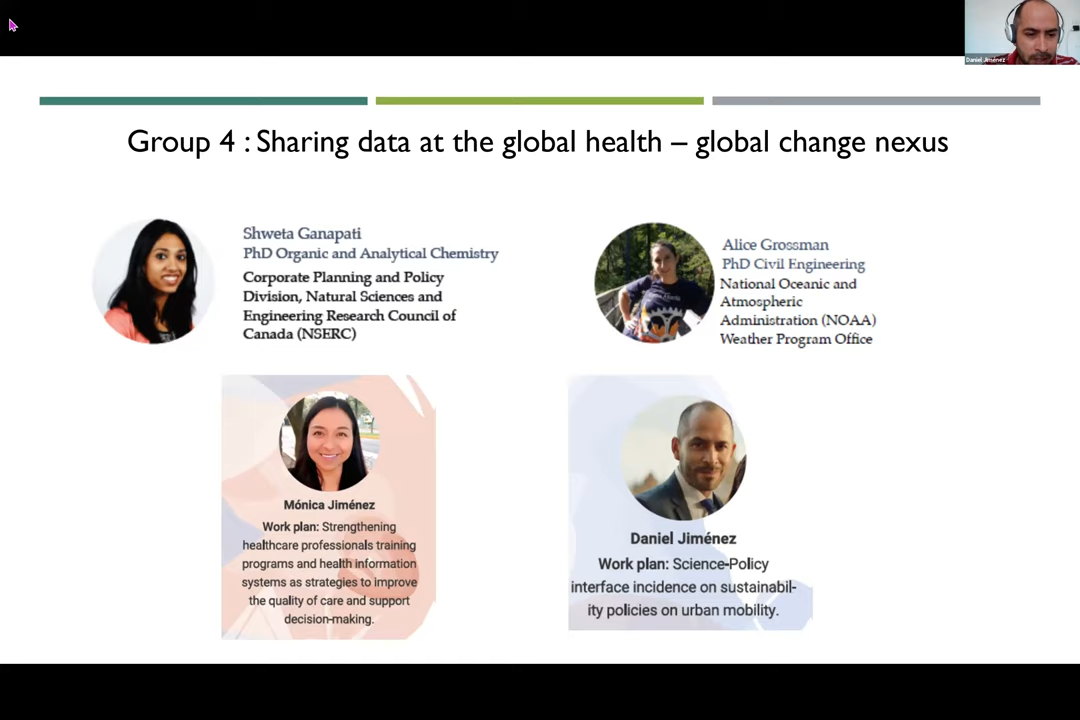 Daniel Jiménez
Group 4 : Sharing data at the global health – global change nexus
Shweta Ganapati
PhD Organic and Analytical Chemistry
Corporate Planning and Policy
Division, Natural Sciences and
Engineering Research Council of
Canada (NSERC)
Alice Grossman
PhD Civil Engineering
National Oceanic and
Atmospheric
Administration (NOAA)
Weather Program Office
Mónica Jiménez
Work plan: Strengthening
healthcare professionals training
programs and health information
systems as strategies to improve
the quality of care and support
decision-making.
Daniel Jiménez
Work plan: Science-Policy
interface incidence on sustainabil-
ity policies on urban mobility.